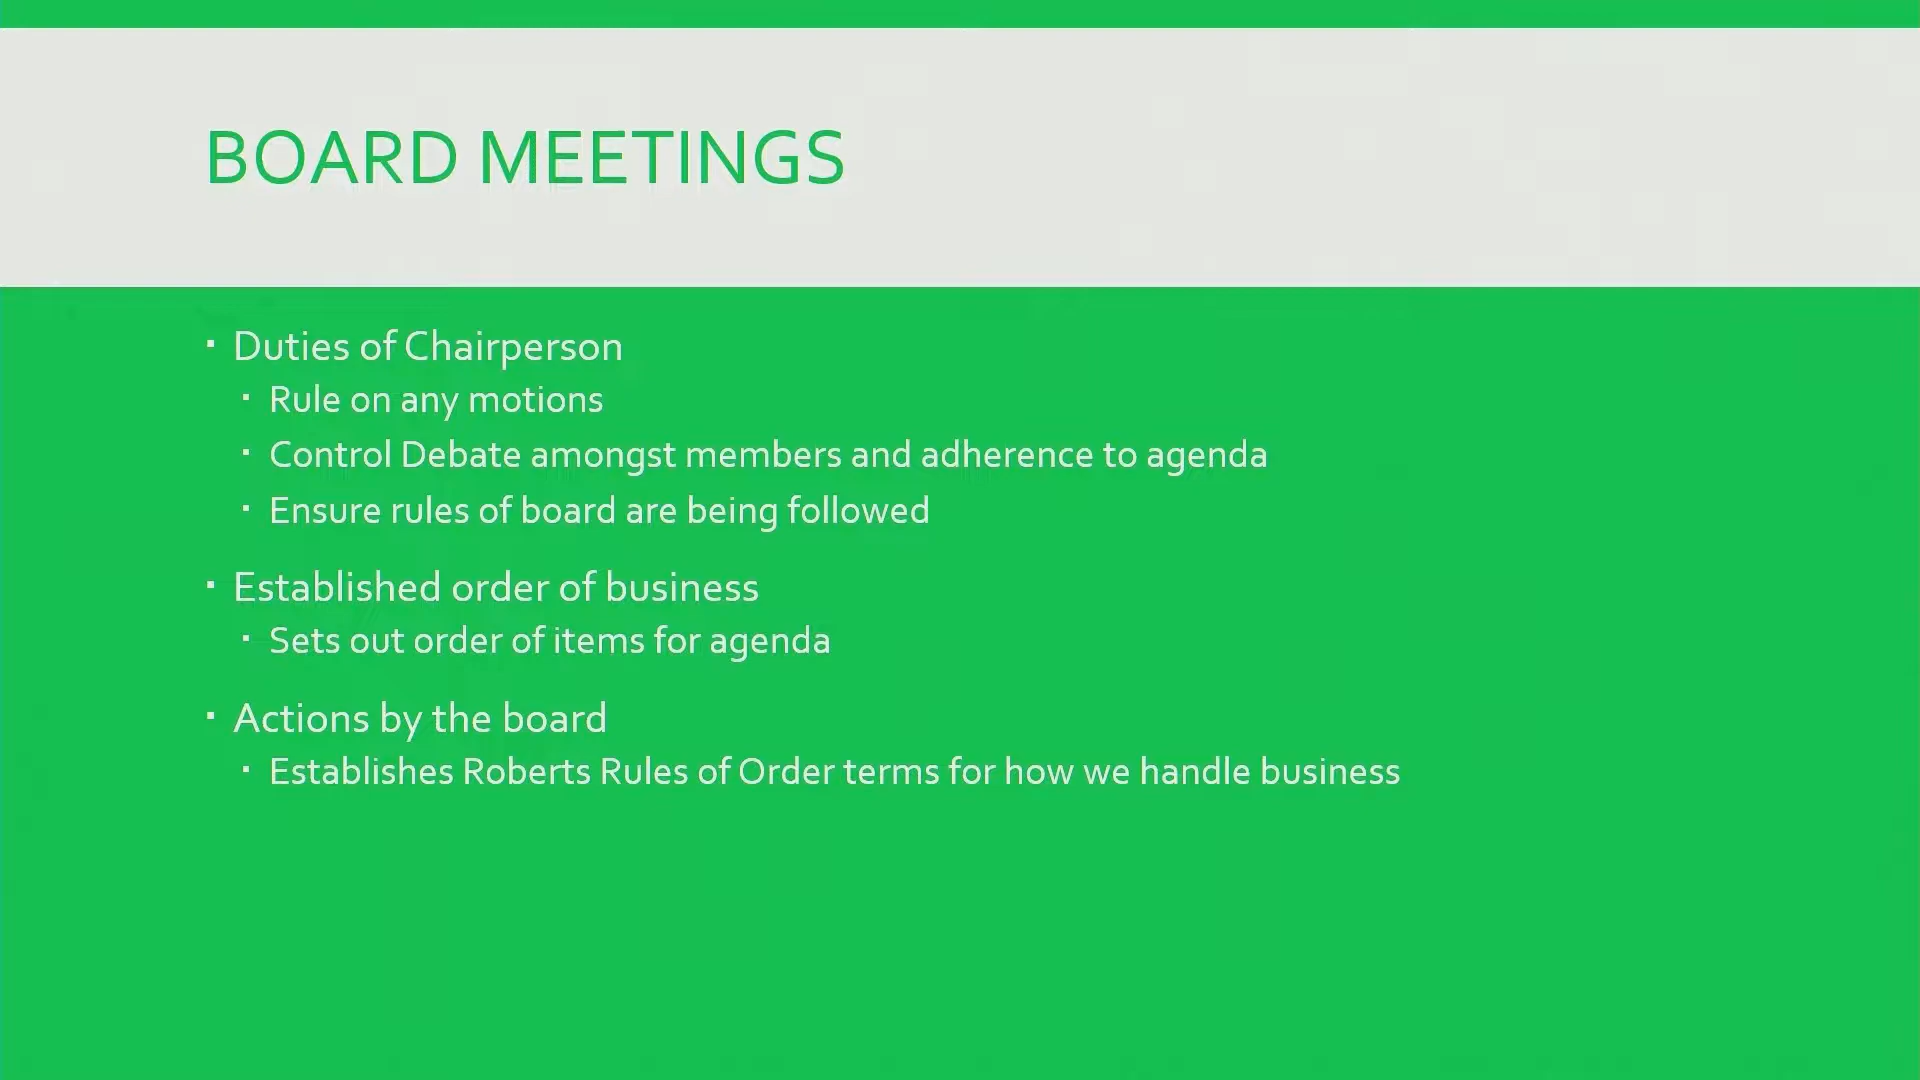 BOARD MEETINGS
▪ Duties of Chairperson
▪ Rule on any motions
▪ Control Debate amongst members and adherence to agenda
▪ Ensure rules of board are being followed
▪ Established order of business
▪ Sets out order of items for agenda
▪ Actions by the board
▪ Establishes Roberts Rules of Order terms for how we handle business